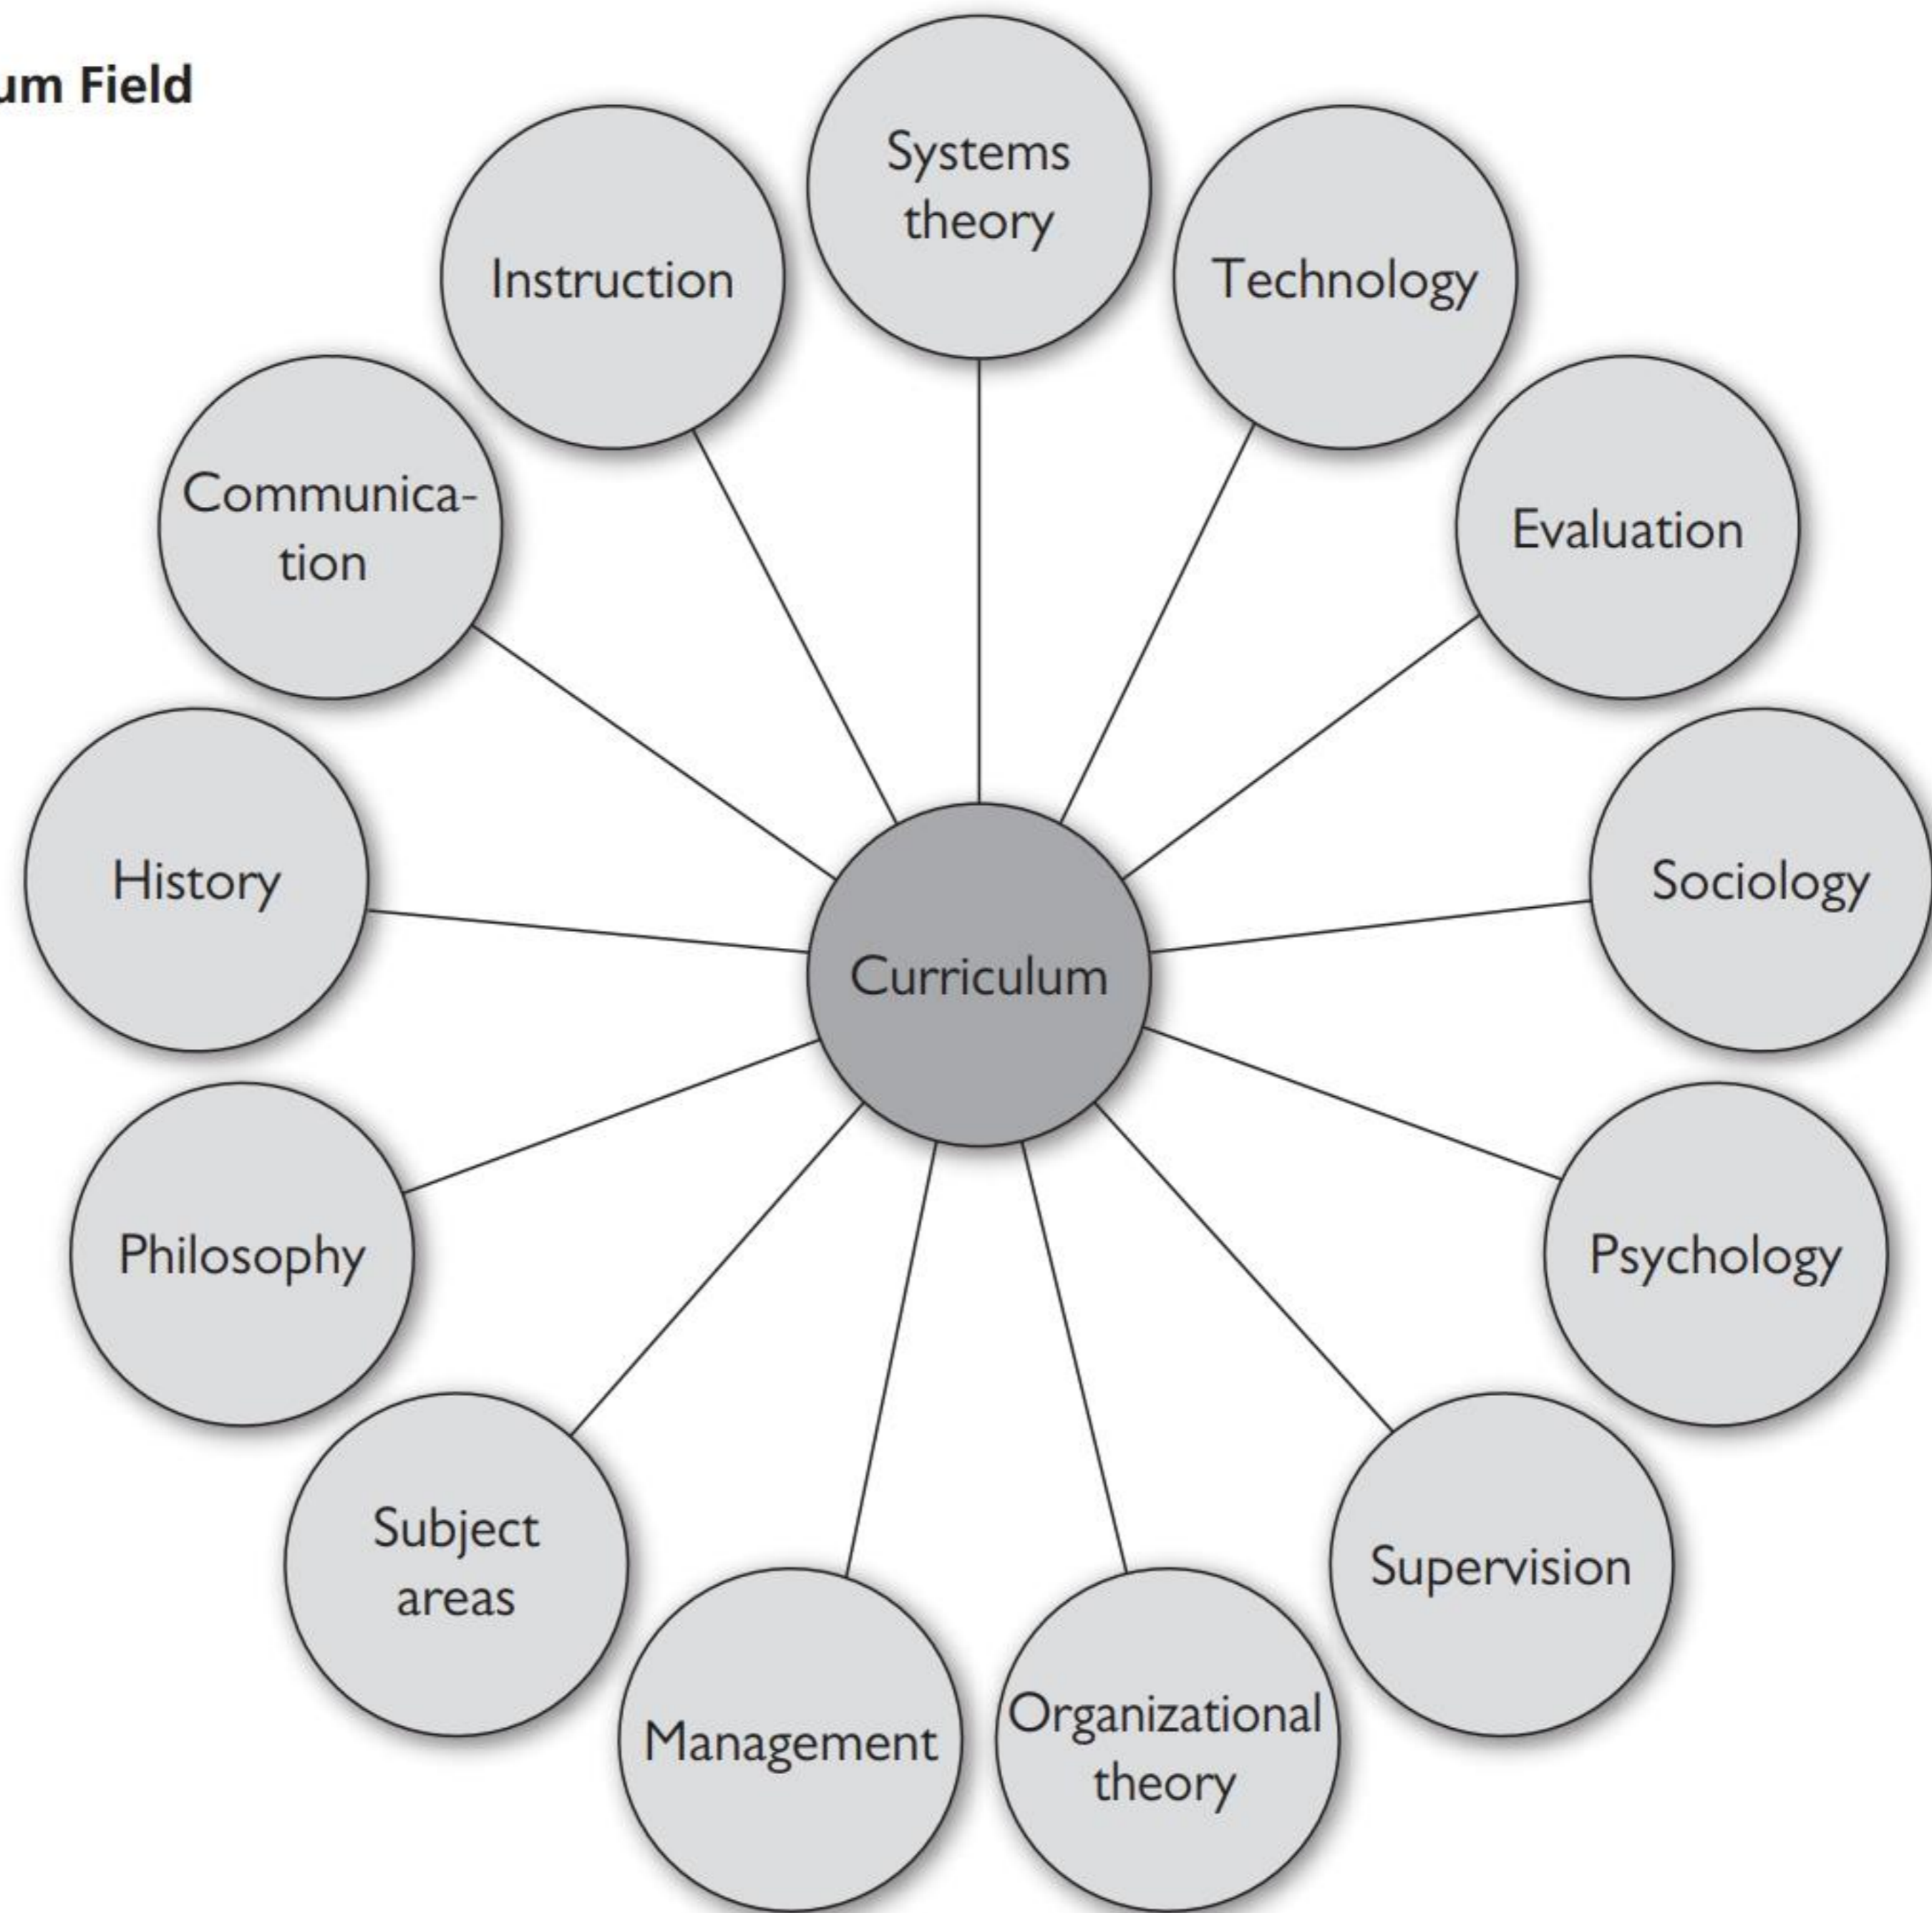 um Field
Systems
theory
Instruction
Technology
Communica-
tion
Evaluation
History
Sociology
Curriculum
Philosophy
Psychology
Subject
areas
Supervision
Management
Organizational
theory